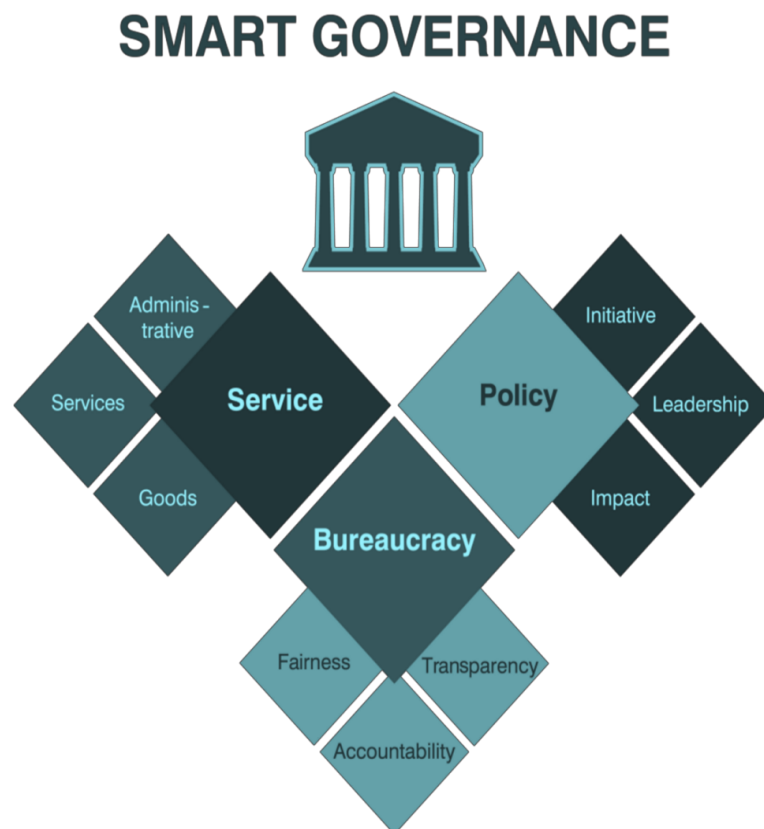 SMART GOVERNANCE
Adminis -
trative
Services
Goods
Service
Policy
Initiative
Leadership
Impact
Bureaucracy
Fairness
Transparency
Accountability